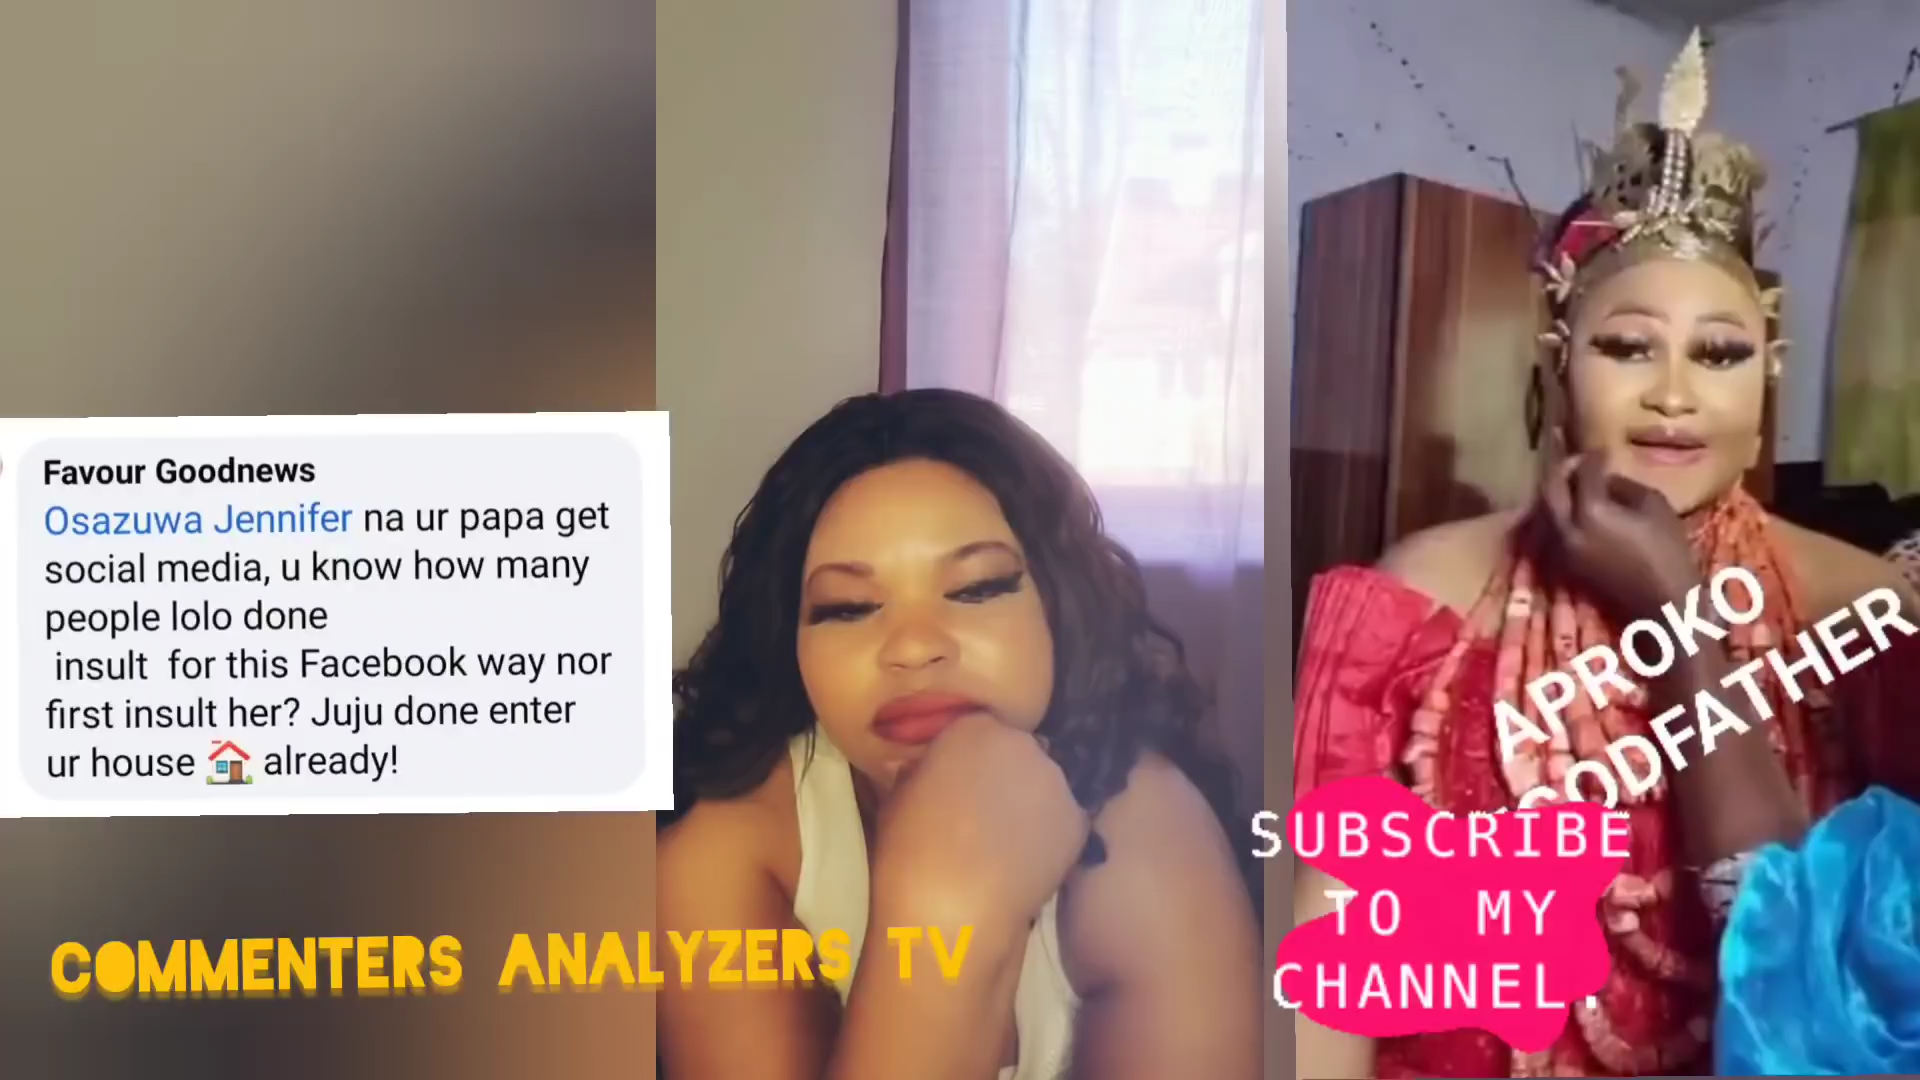 Favour Goodnews
Osazuwa Jennifer na ur papa get
social media, u know how many
people lolo done
insult for this Facebook way nor
first insult her? Juju done enter
ur house 🏠 already!
COMMENTERS ANALYZERS TV
APROKO
GODFATHER
SUBSCRIBE
TO MY
CHANNEL.